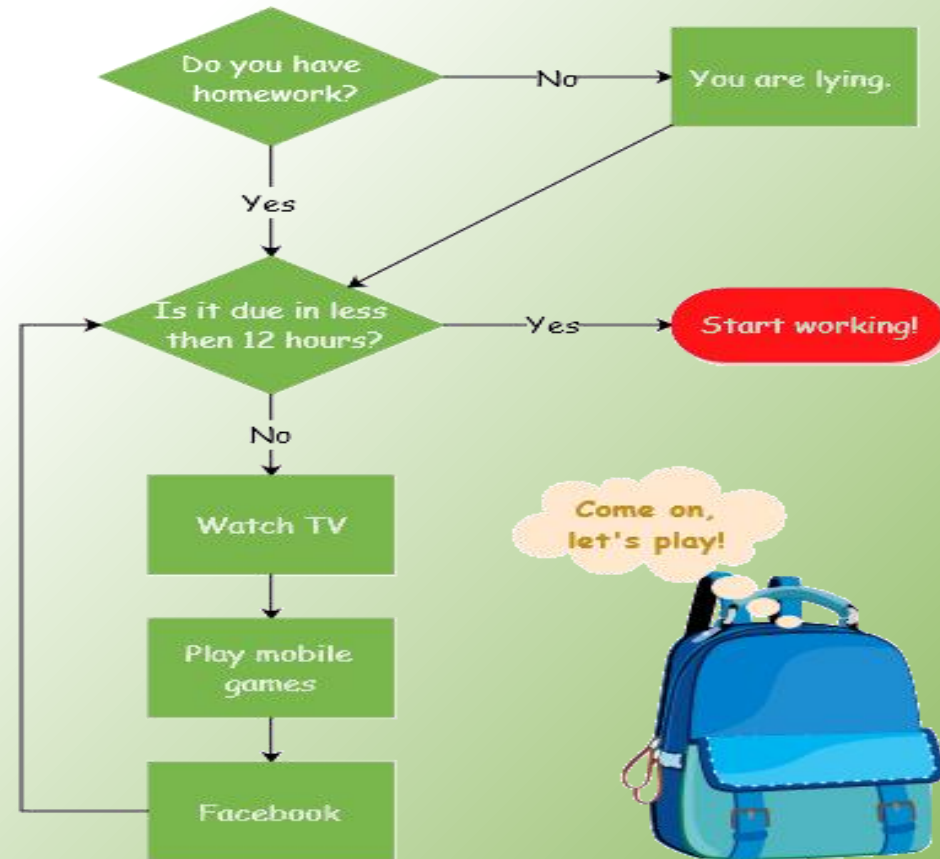 Do you have
homework?
No
You are lying.
Yes
Is it due in less
then 12 hours?
Yes
Start working!
No
Watch TV
Come on,
let's play!
Play mobile
games
Facebook